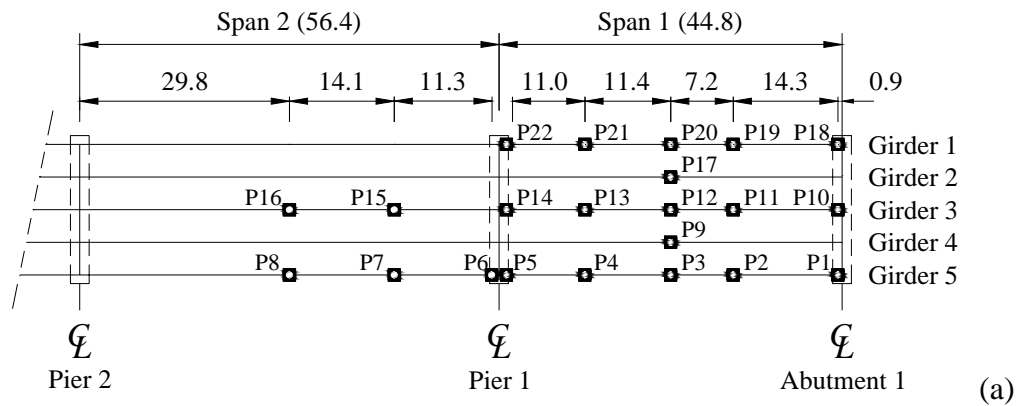 Span 2 (56.4) Span 1 (44.8)
29.8 14.1 11.3 11.0 11.4 7.2 14.3 0.9
P22 P21 P20 P19 P18 Girder 1
P17 Girder 2
P16 P15 P14 P13 P12 P11 P10 Girder 3
P9 Girder 4
P8 P7 P6 P5 P4 P3 P2 P1 Girder 5
℄ ℄ ℄
Pier 2 Pier 1 Abutment 1 (a)